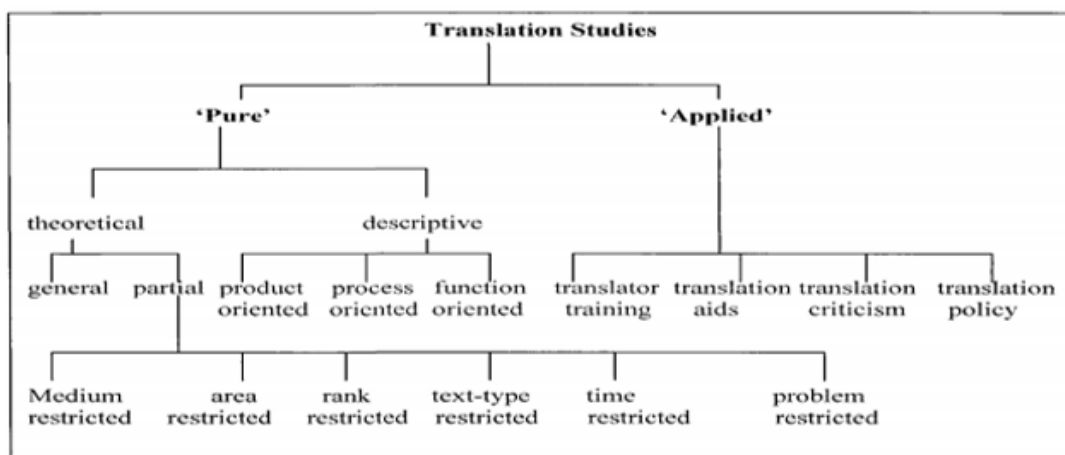 Translation Studies
‘Pure’ ‘Applied’
theoretical descriptive
general partial product process function translator translation translation translation
oriented oriented oriented training aids criticism policy
Medium area rank text-type time problem
restricted restricted restricted restricted restricted restricted